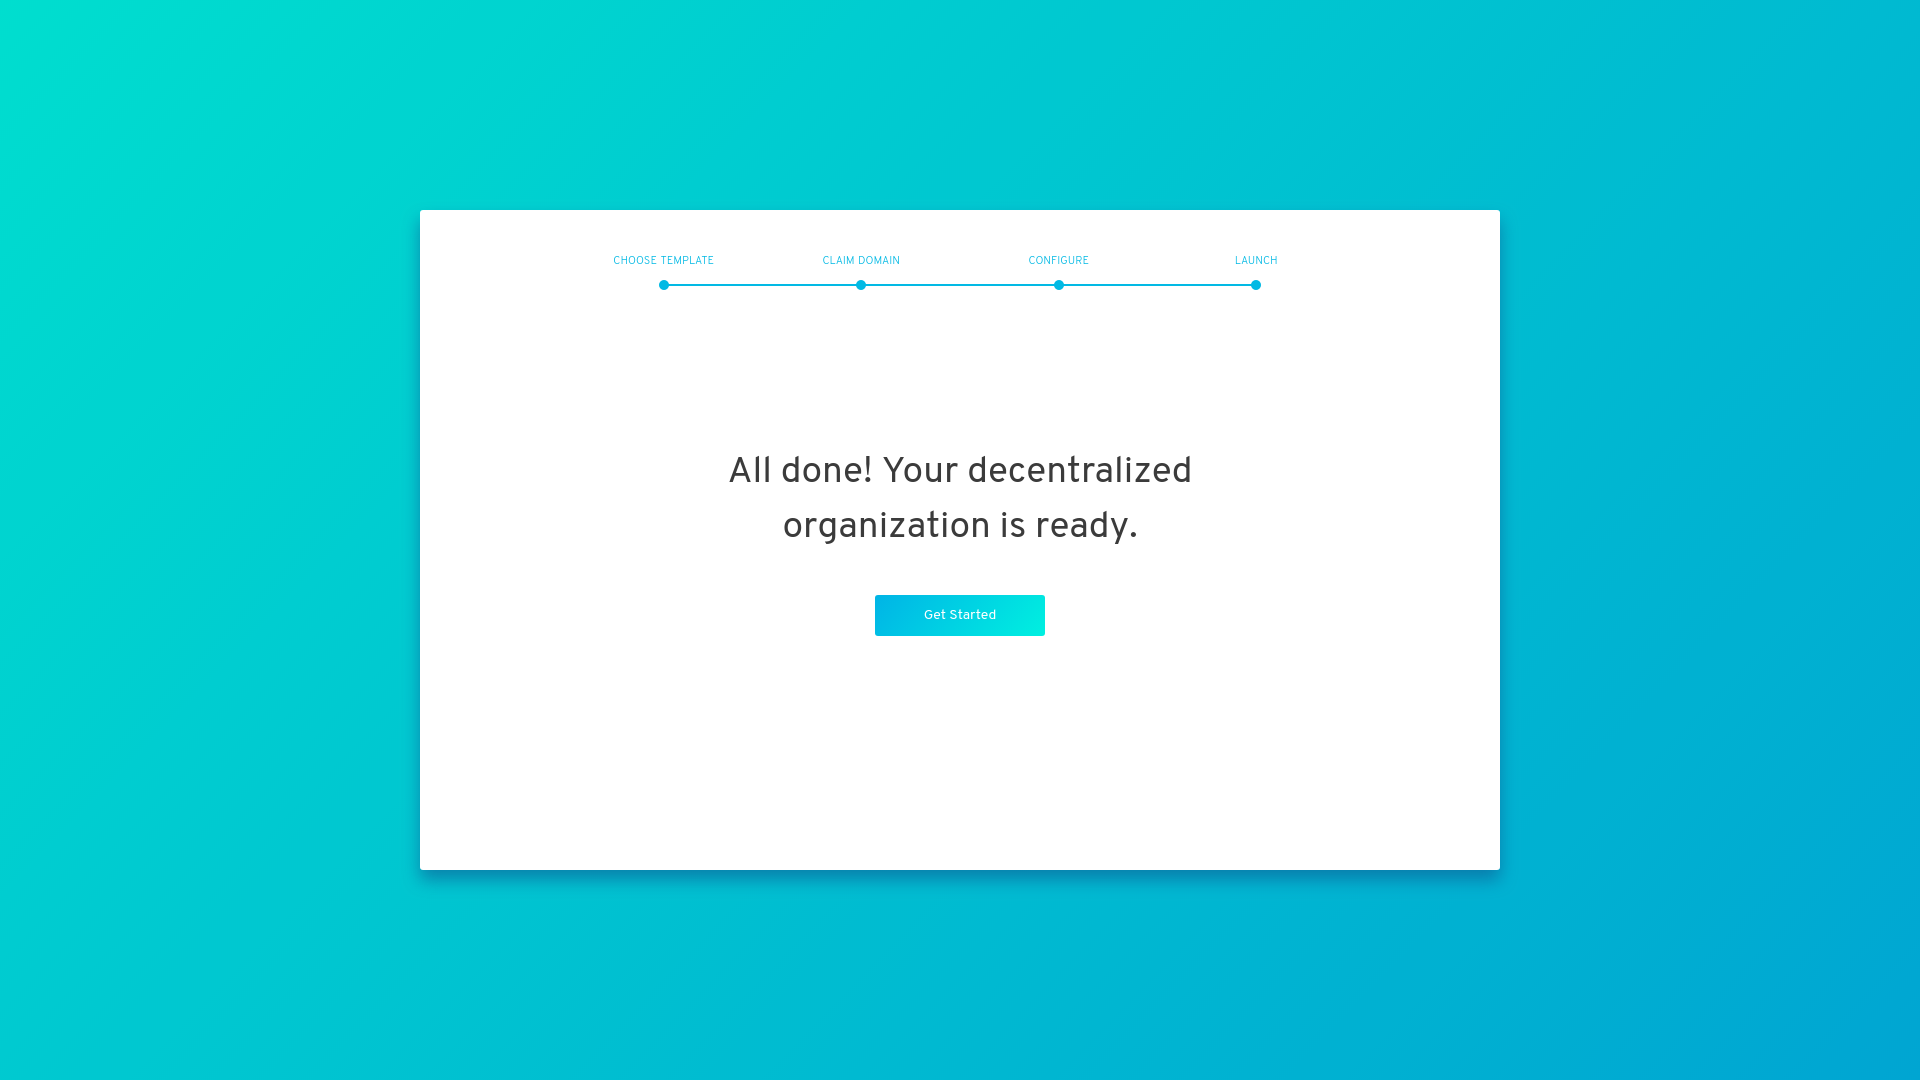 CHOOSE TEMPLATE
CLAIM DOMAIN
CONFIGURE
LAUNCH
All done! Your decentralized
organization is ready.
Get Started